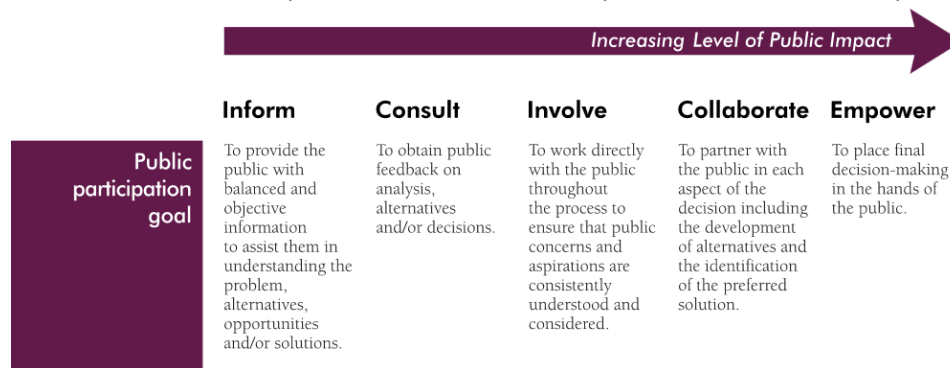 Increasing Level of Public Impact
Inform
Consult
Involve
Collaborate
Empower
Public
participation
goal
To provide the
public with
balanced and
objective
information
to assist them in
understanding the
problem,
alternatives,
opportunities
and/or solutions.
To obtain public
feedback on
analysis,
alternatives
and/or decisions.
To work directly
with the public
throughout
the process to
ensure that public
concerns and
aspirations are
consistently
understood and
considered.
To partner with
the public in each
aspect of the
decision including
the development
of alternatives and
the identification
of the preferred
solution.
To place final
decision-making
in the hands of
the public.